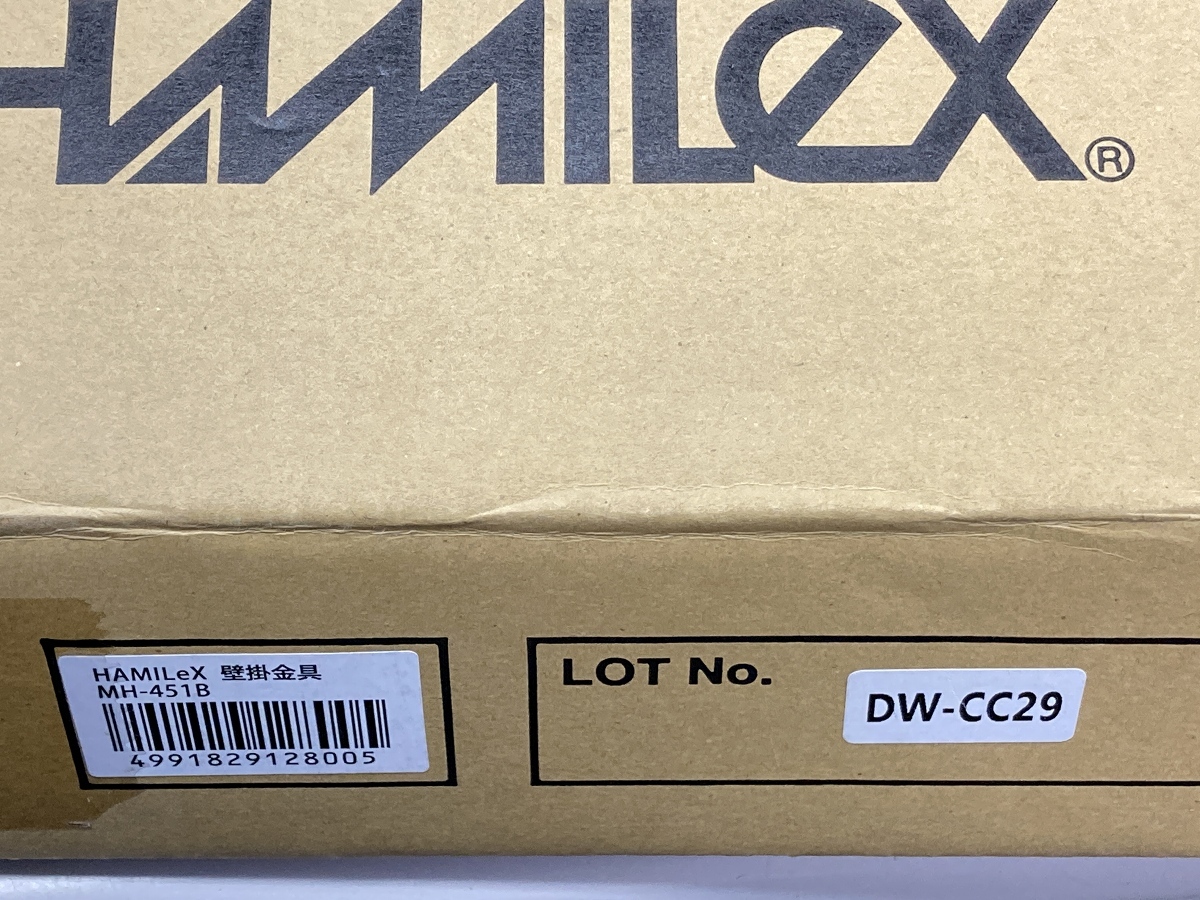 HAMILeX®
HAMILeX 壁掛金具
MH-451B
4991829128005
LOT No.
DW-CC29